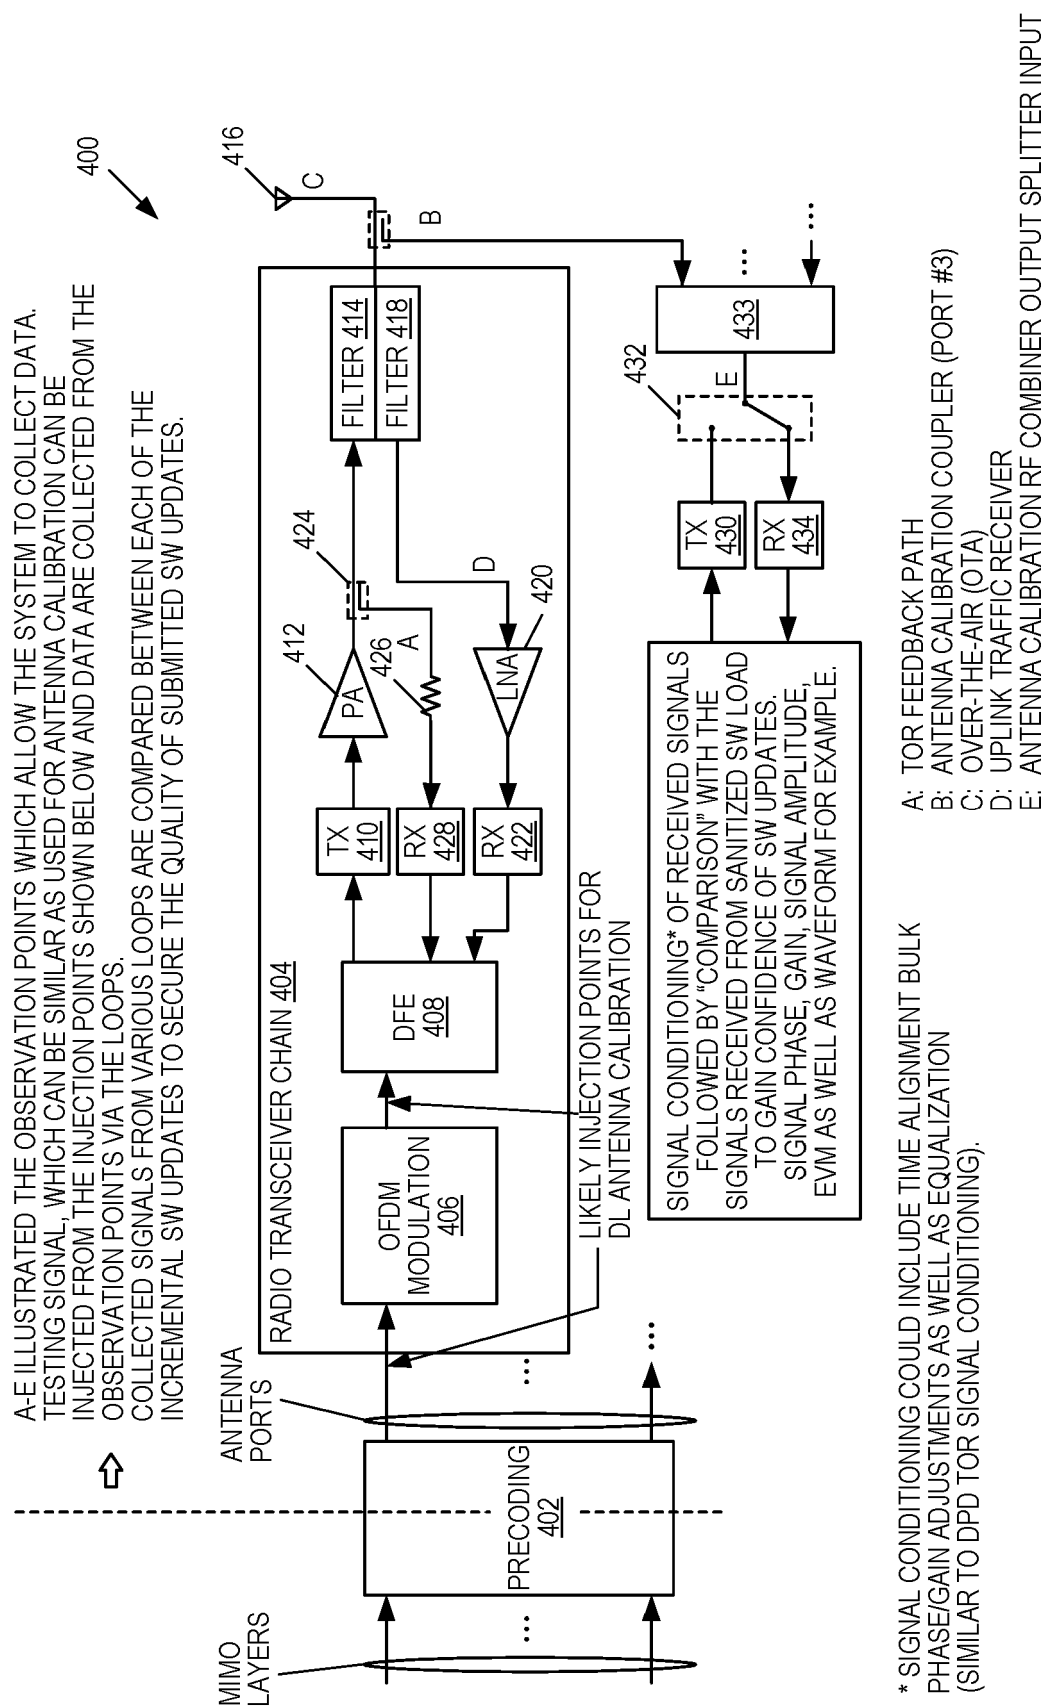 A-E ILLUSTRATED THE OBSERVATION POINTS WHICH ALLOW THE SYSTEM TO COLLECT DATA.
TESTING SIGNAL, WHICH CAN BE SIMILAR AS USED FOR ANTENNA CALIBRATION CAN BE
INJECTED FROM THE INJECTION POINTS SHOWN BELOW AND DATA ARE COLLECTED FROM THE
OBSERVATION POINTS VIA THE LOOPS.
COLLECTED SIGNALS FROM VARIOUS LOOPS ARE COMPARED BETWEEN EACH OF THE
INCREMENTAL SW UPDATES TO SECURE THE QUALITY OF SUBMITTED SW UPDATES.
400
MIMO
LAYERS
...
PRECODING
402
ANTENNA
PORTS
...
...
RADIO TRANSCEIVER CHAIN 404
OFDM
MODULATION
406
DFE
408
TX
410
RX
428
RX
422
PA
412
424
426
A
LNA
420
D
FILTER 414
FILTER 418
416
C
B
LIKELY INJECTION POINTS FOR
DL ANTENNA CALIBRATION
SIGNAL CONDITIONING* OF RECEIVED SIGNALS
FOLLOWED BY “COMPARISON” WITH THE
SIGNALS RECEIVED FROM SANITIZED SW LOAD
TO GAIN CONFIDENCE OF SW UPDATES.
SIGNAL PHASE, GAIN, SIGNAL AMPLITUDE,
EVM AS WELL AS WAVEFORM FOR EXAMPLE.
TX
430
RX
434
432
E
433
...
...
* SIGNAL CONDITIONING COULD INCLUDE TIME ALIGNMENT BULK
PHASE/GAIN ADJUSTMENTS AS WELL AS EQUALIZATION
(SIMILAR TO DPD TOR SIGNAL CONDITIONING).
A: TOR FEEDBACK PATH
B: ANTENNA CALIBRATION COUPLER (PORT #3)
C: OVER-THE-AIR (OTA)
D: UPLINK TRAFFIC RECEIVER
E: ANTENNA CALIBRATION RF COMBINER OUTPUT SPLITTER INPUT